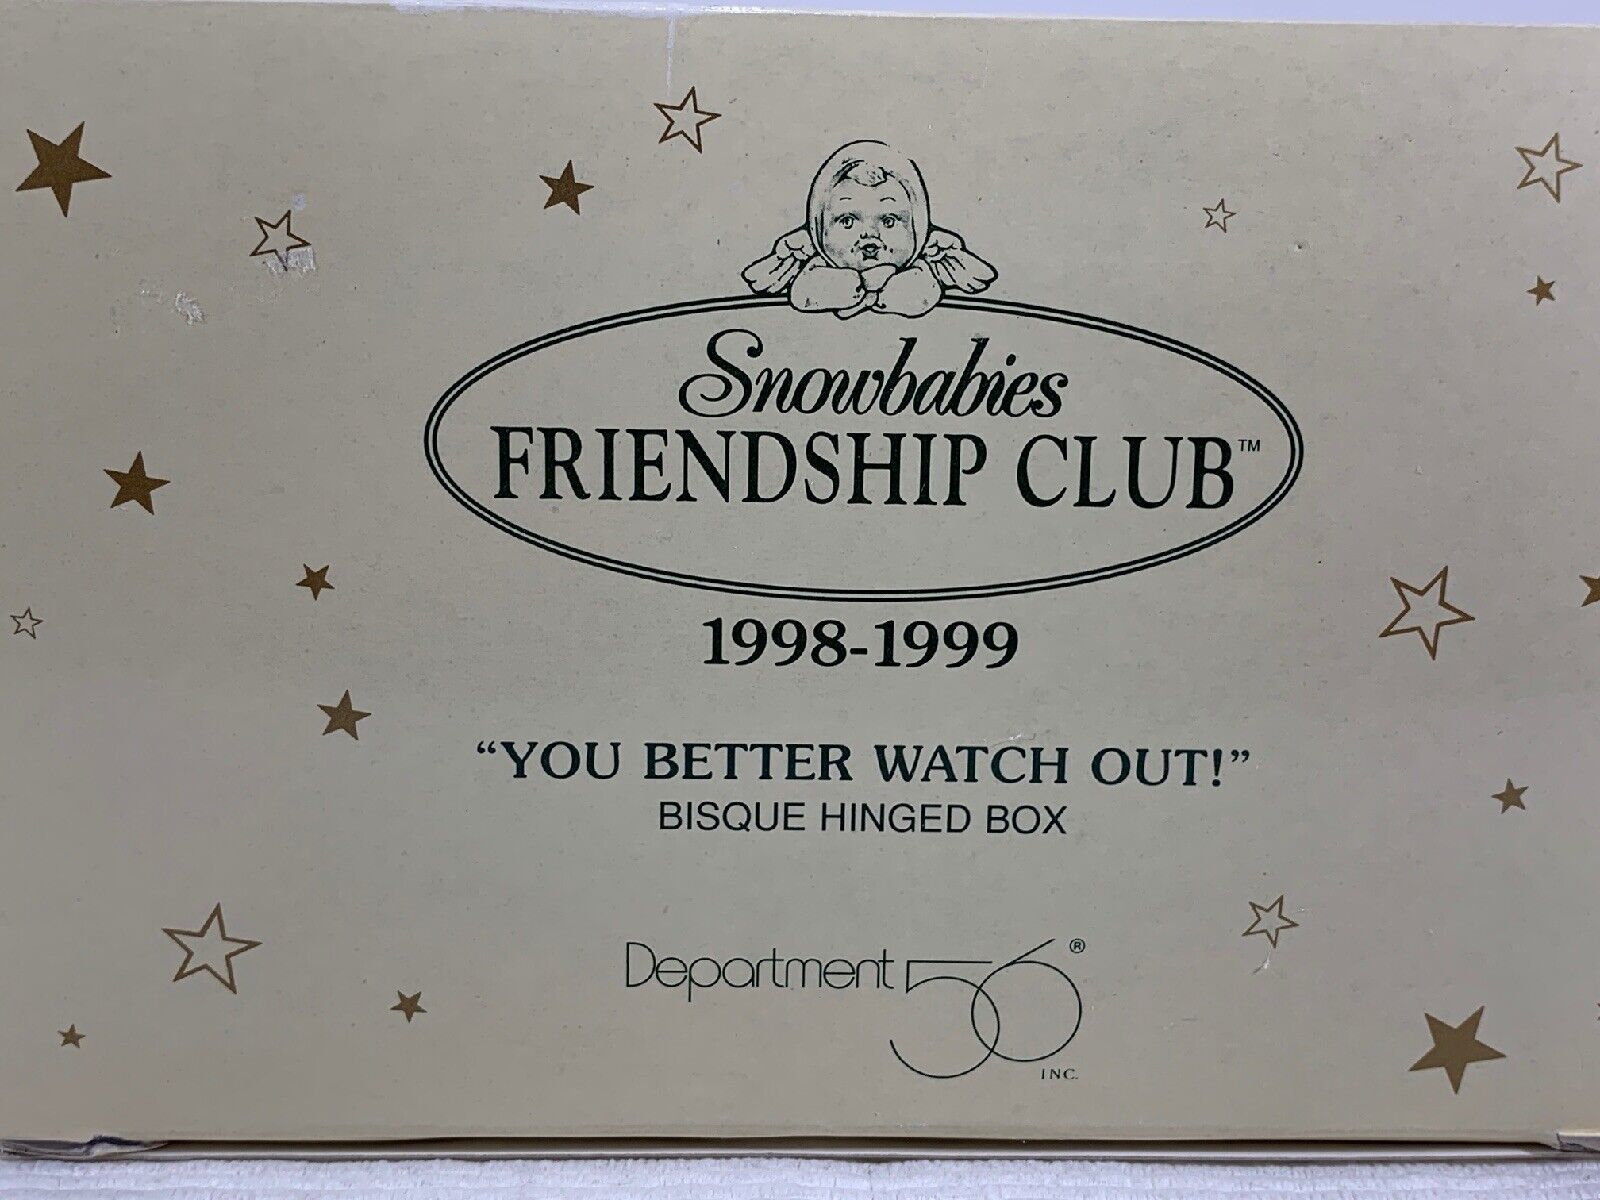 Snowbabies
FRIENDSHIP CLUB™
1998-1999
“YOU BETTER WATCH OUT!”
BISQUE HINGED BOX
Department 56®
INC.